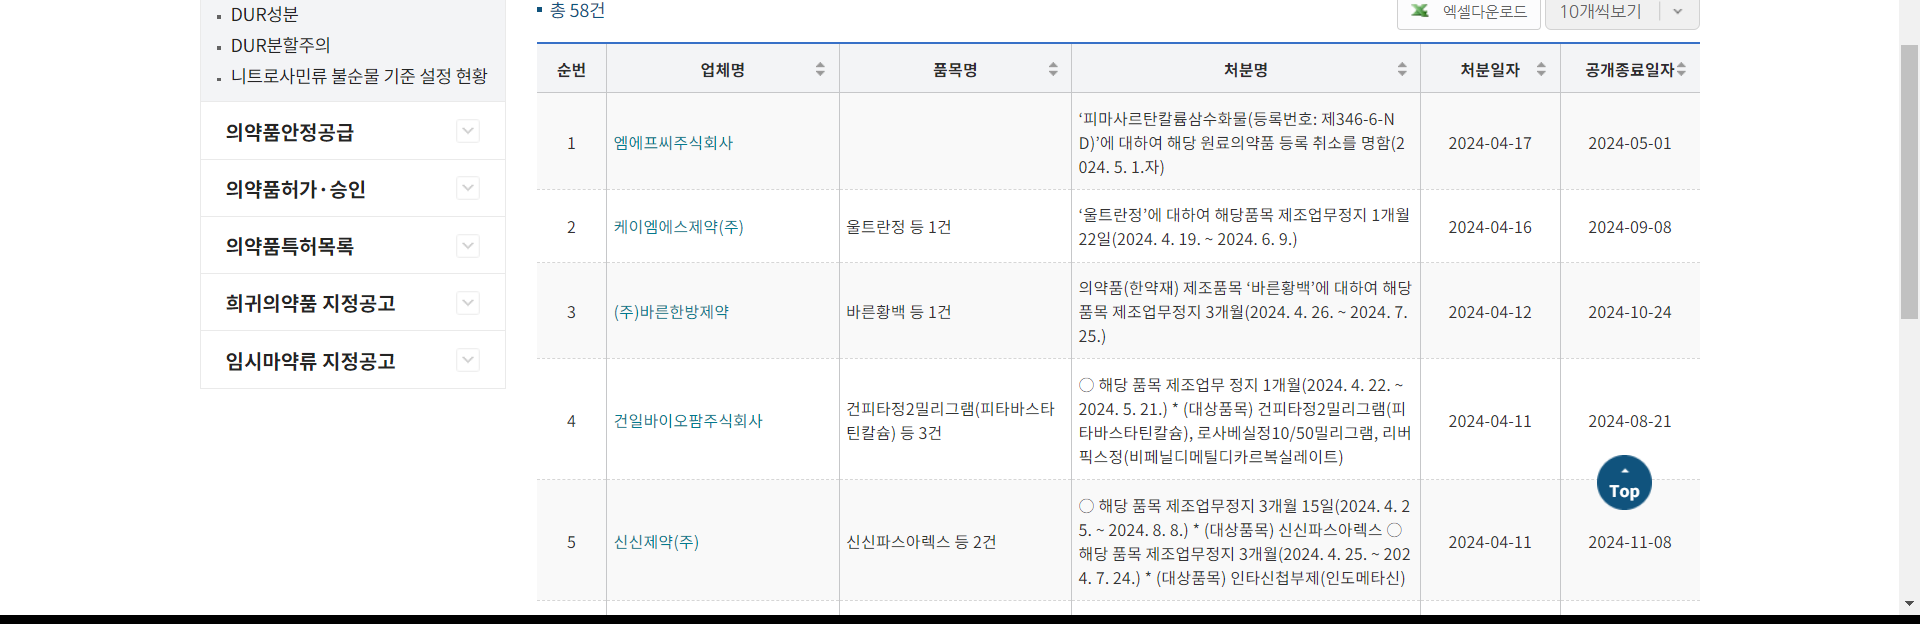 DUR성분
DUR분할주의
니트로사민류 불순물 기준 설정 현황
의약품안정공급
의약품허가·승인
의약품특허목록
희귀의약품 지정공고
임시마약류 지정공고
총 58건
엑셀다운로드
10개씩보기
순번 업체명 품목명 처분명 처분일자 공개종료일자
1
엠에프씨주식회사
‘피마사르탄칼륨삼수화물(등록번호: 제346-6-N
D)’에 대하여 해당 원료의약품 등록 취소를 명함(2
024. 5. 1.자)
2024-04-17
2024-05-01
2
케이엠에스제약(주)
울트란정 등 1건
‘울트란정’에 대하여 해당품목 제조업무정지 1개월
22일(2024. 4. 19. ~ 2024. 6. 9.)
2024-04-16
2024-09-08
3
(주)바른한방제약
바른황백 등 1건
의약품(한약재) 제조품목 ‘바른황백’에 대하여 해당
품목 제조업무정지 3개월(2024. 4. 26. ~ 2024. 7.
25.)
2024-04-12
2024-10-24
4
건일바이오팜주식회사
건피타정2밀리그램(피타바스타
틴칼슘) 등 3건
○ 해당 품목 제조업무 정지 1개월(2024. 4. 22. ~
2024. 5. 21.) * (대상품목) 건피타정2밀리그램(피
타바스타틴칼슘), 로사베실정10/50밀리그램, 리버
픽스정(비페닐디메틸디카르복실레이트)
2024-04-11
2024-08-21
5
신신제약(주)
신신파스아렉스 등 2건
○ 해당 품목 제조업무정지 3개월 15일(2024. 4. 2
5. ~ 2024. 8. 8.) * (대상품목) 신신파스아렉스 ○
해당 품목 제조업무정지 3개월(2024. 4. 25. ~ 202
4. 7. 24.) * (대상품목) 인타신첩부제(인도메타신)
2024-04-11
2024-11-08
Top